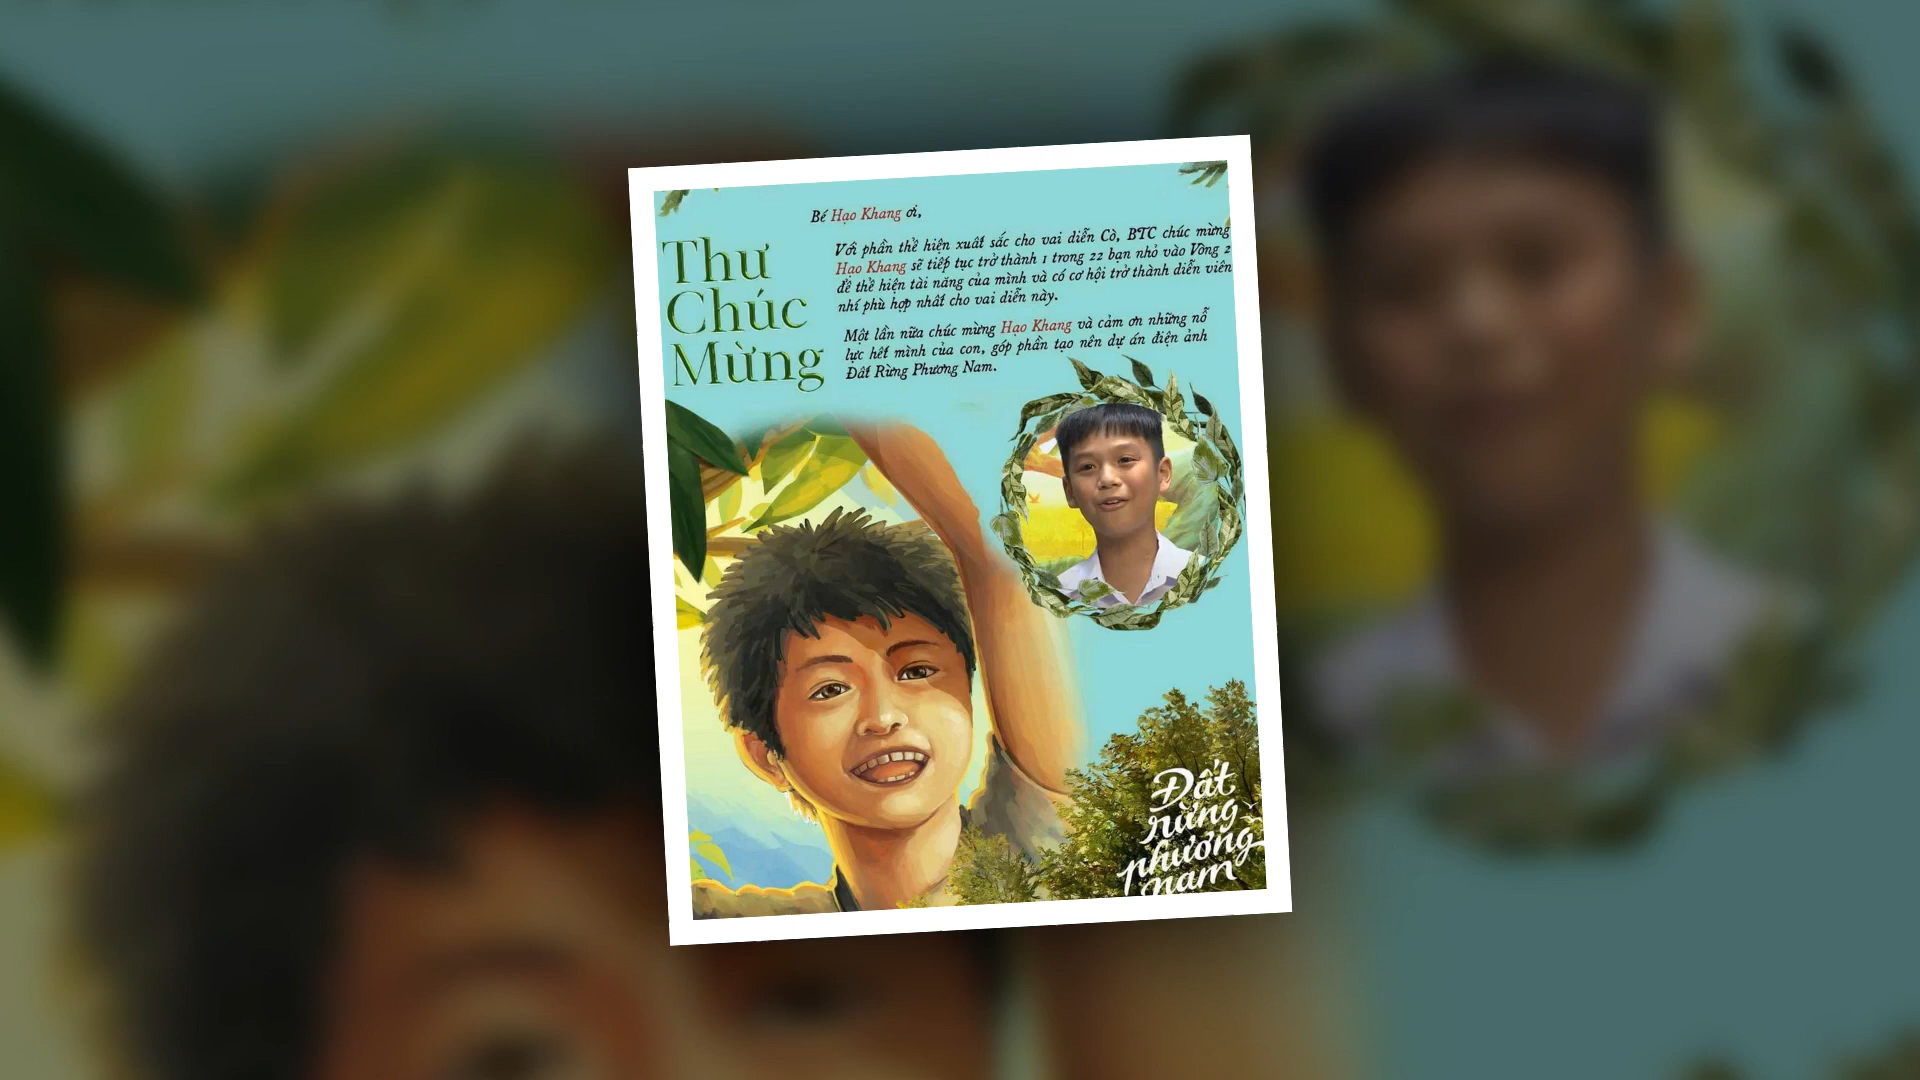 Thư
Chúc
Mừng
Bé Hạo Khang ơi,
Với phần thể hiện xuất sắc cho vai diễn Cò, BTC chúc mừng
Hạo Khang sẽ tiếp tục trở thành 1 trong 22 bạn nhỏ vào Vòng 2
để thể hiện tài năng của mình và có cơ hội trở thành diễn viên
nhí phù hợp nhất cho vai diễn này.
Một lần nữa chúc mừng Hạo Khang và cảm ơn những nỗ
lực hết mình của con, góp phần tạo nên dự án điện ảnh
Đất Rừng Phương Nam.
Đất
rừng
phương
nam